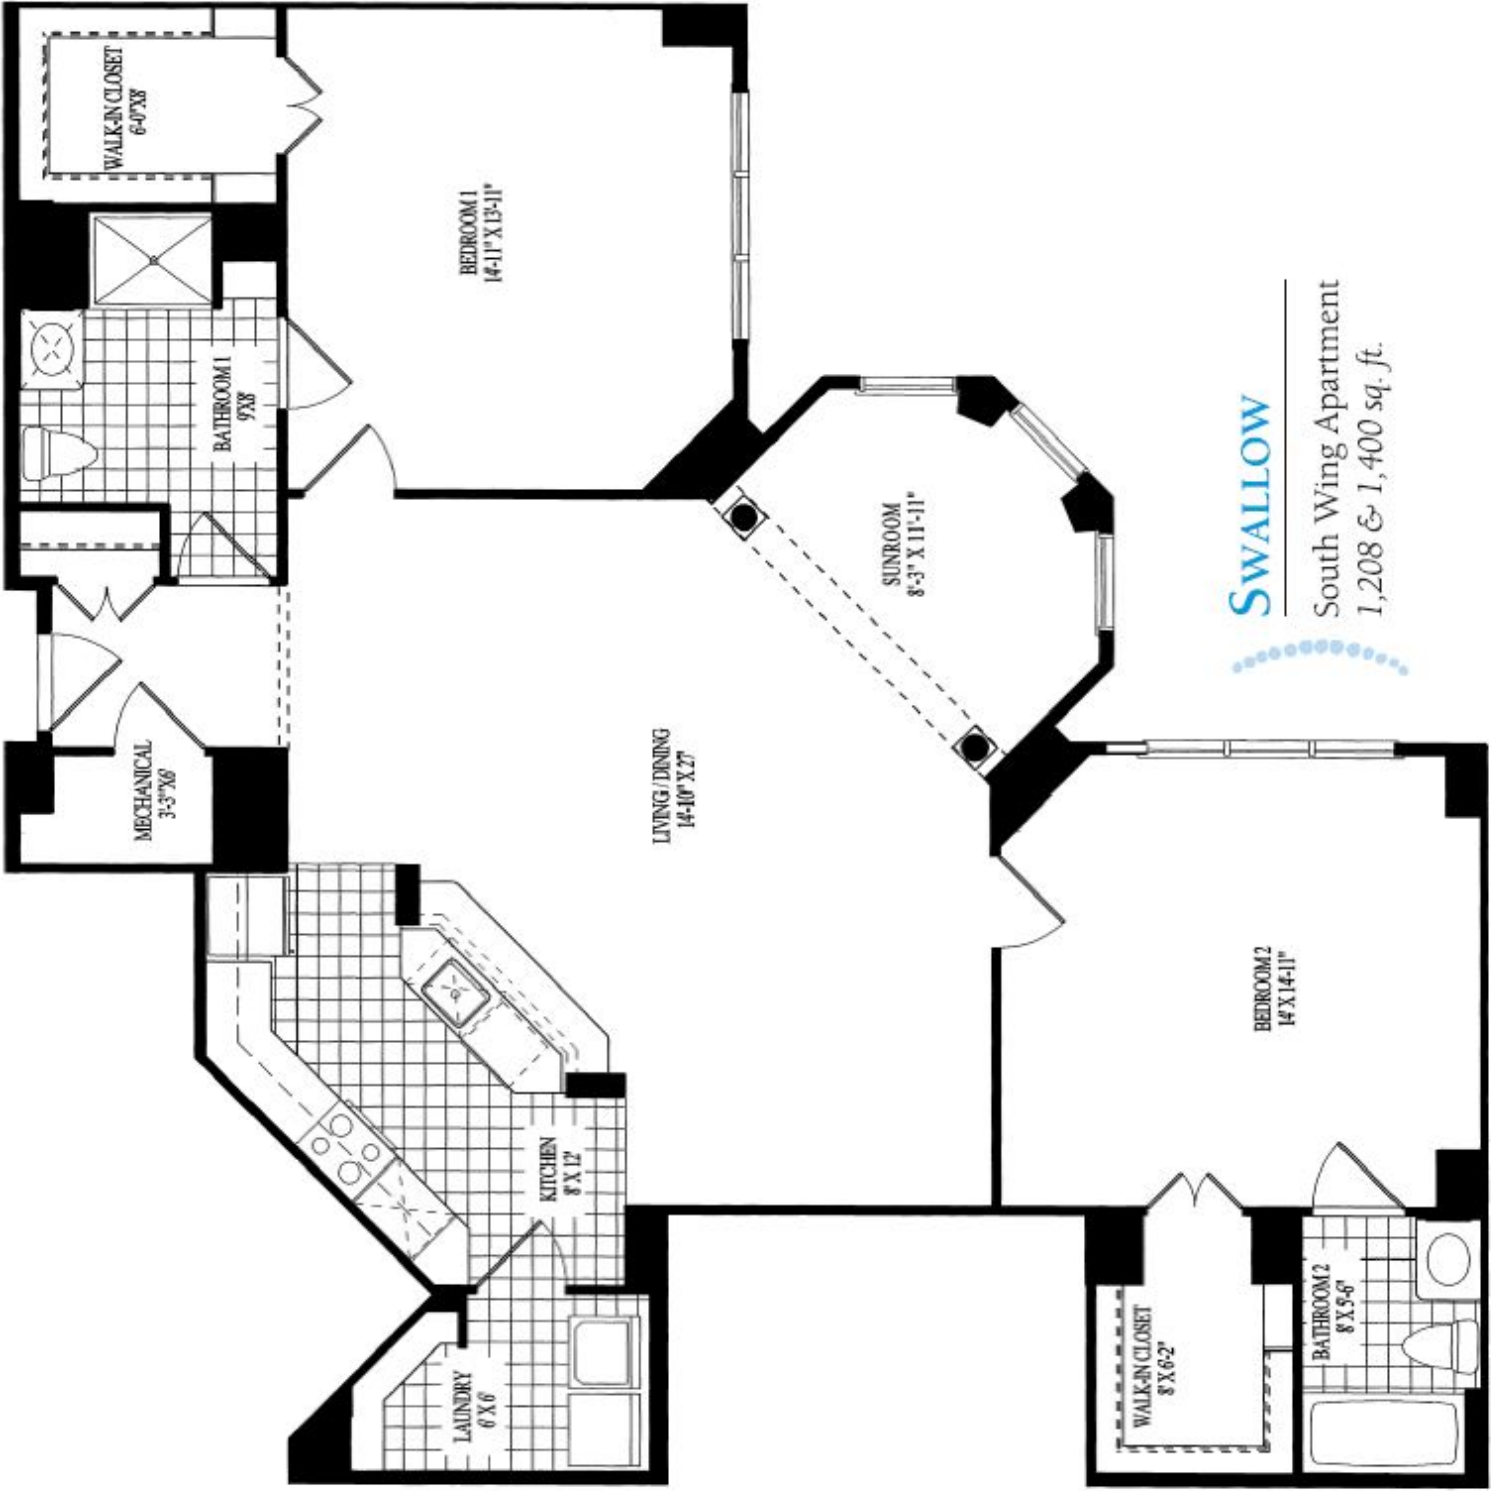 WALK-IN CLOSET
6'-0"X8'
BEDROOM 1
14'-11" X 13'-11"
BATHROOM 1
9'X8'
SUNROOM
8'-3" X 11'-11"
MECHANICAL
3'-3"X6'
LIVING / DINING
14'-10" X 27'
KITCHEN
8' X 12'
LAUNDRY
6' X 6'
BEDROOM 2
14' X 14'-11"
WALK-IN CLOSET
8' X 6'-2"
BATHROOM 2
8' X 5'-6"
SWALLOW
South Wing Apartment
1,208 & 1,400 sq. ft.